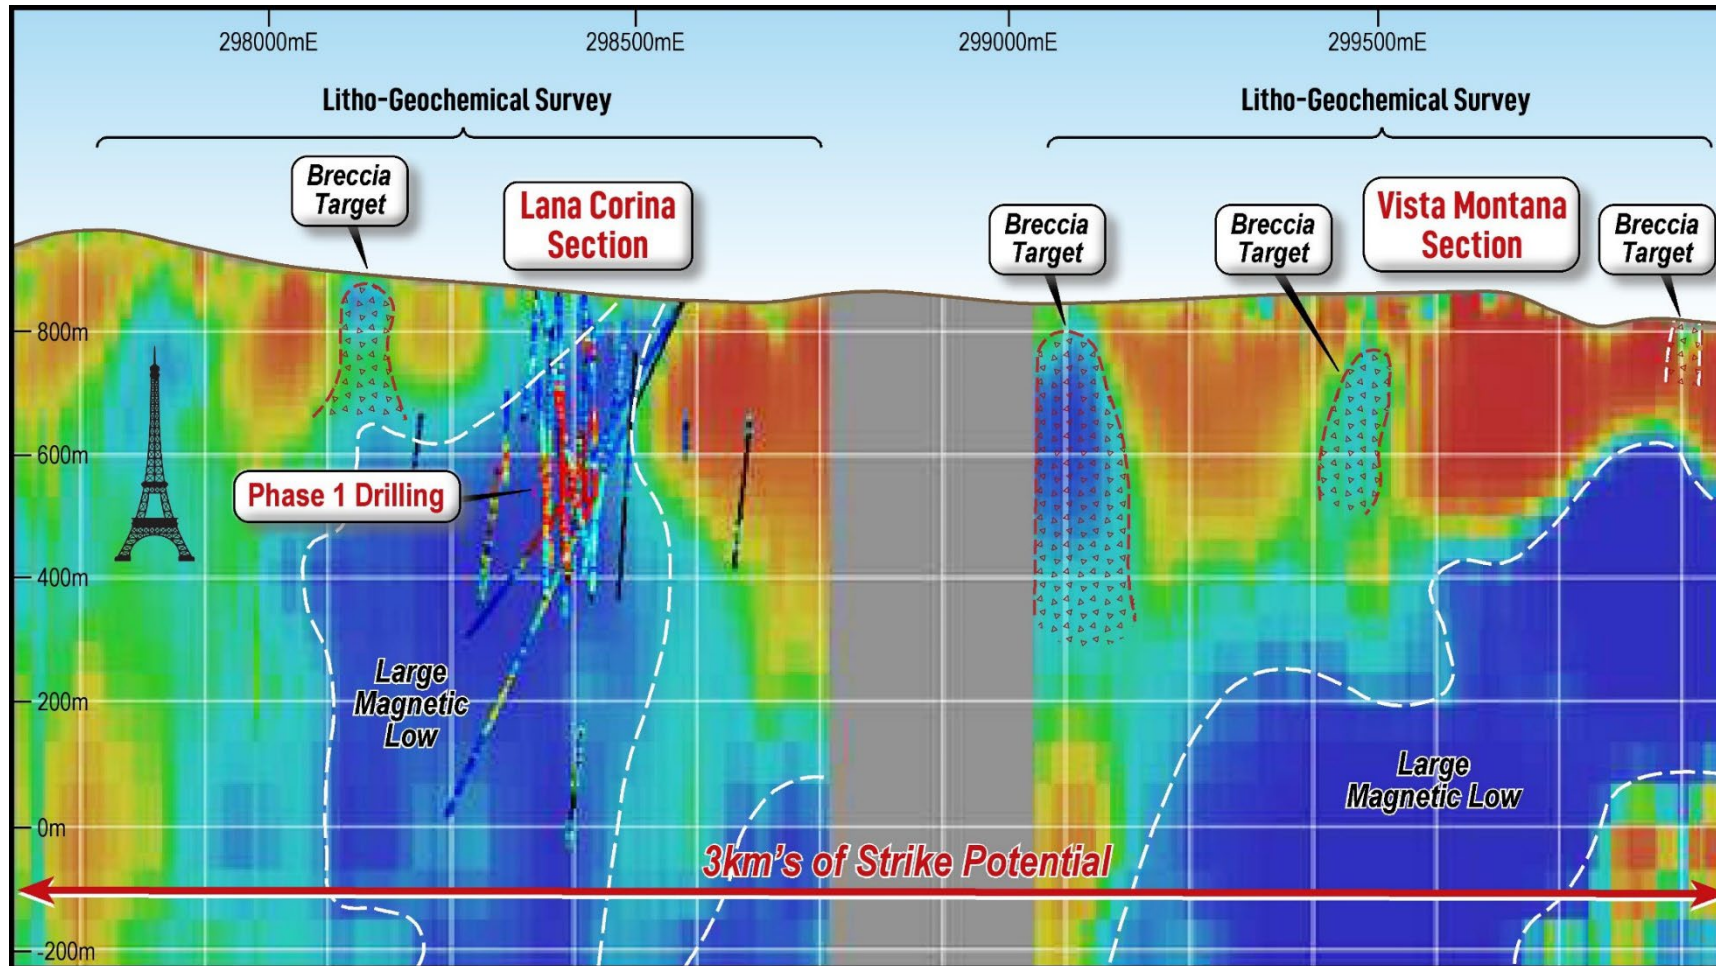 298000mE
298500mE
299000mE
299500mE
Litho-Geochemical Survey
Litho-Geochemical Survey
Breccia
Target
Lana Corina
Section
Breccia
Target
Breccia
Target
Vista Montana
Section
Breccia
Target
800m
600m
Phase 1 Drilling
400m
Large
Magnetic
Low
200m
Large
Magnetic Low
0m
3km's of Strike Potential
-200m